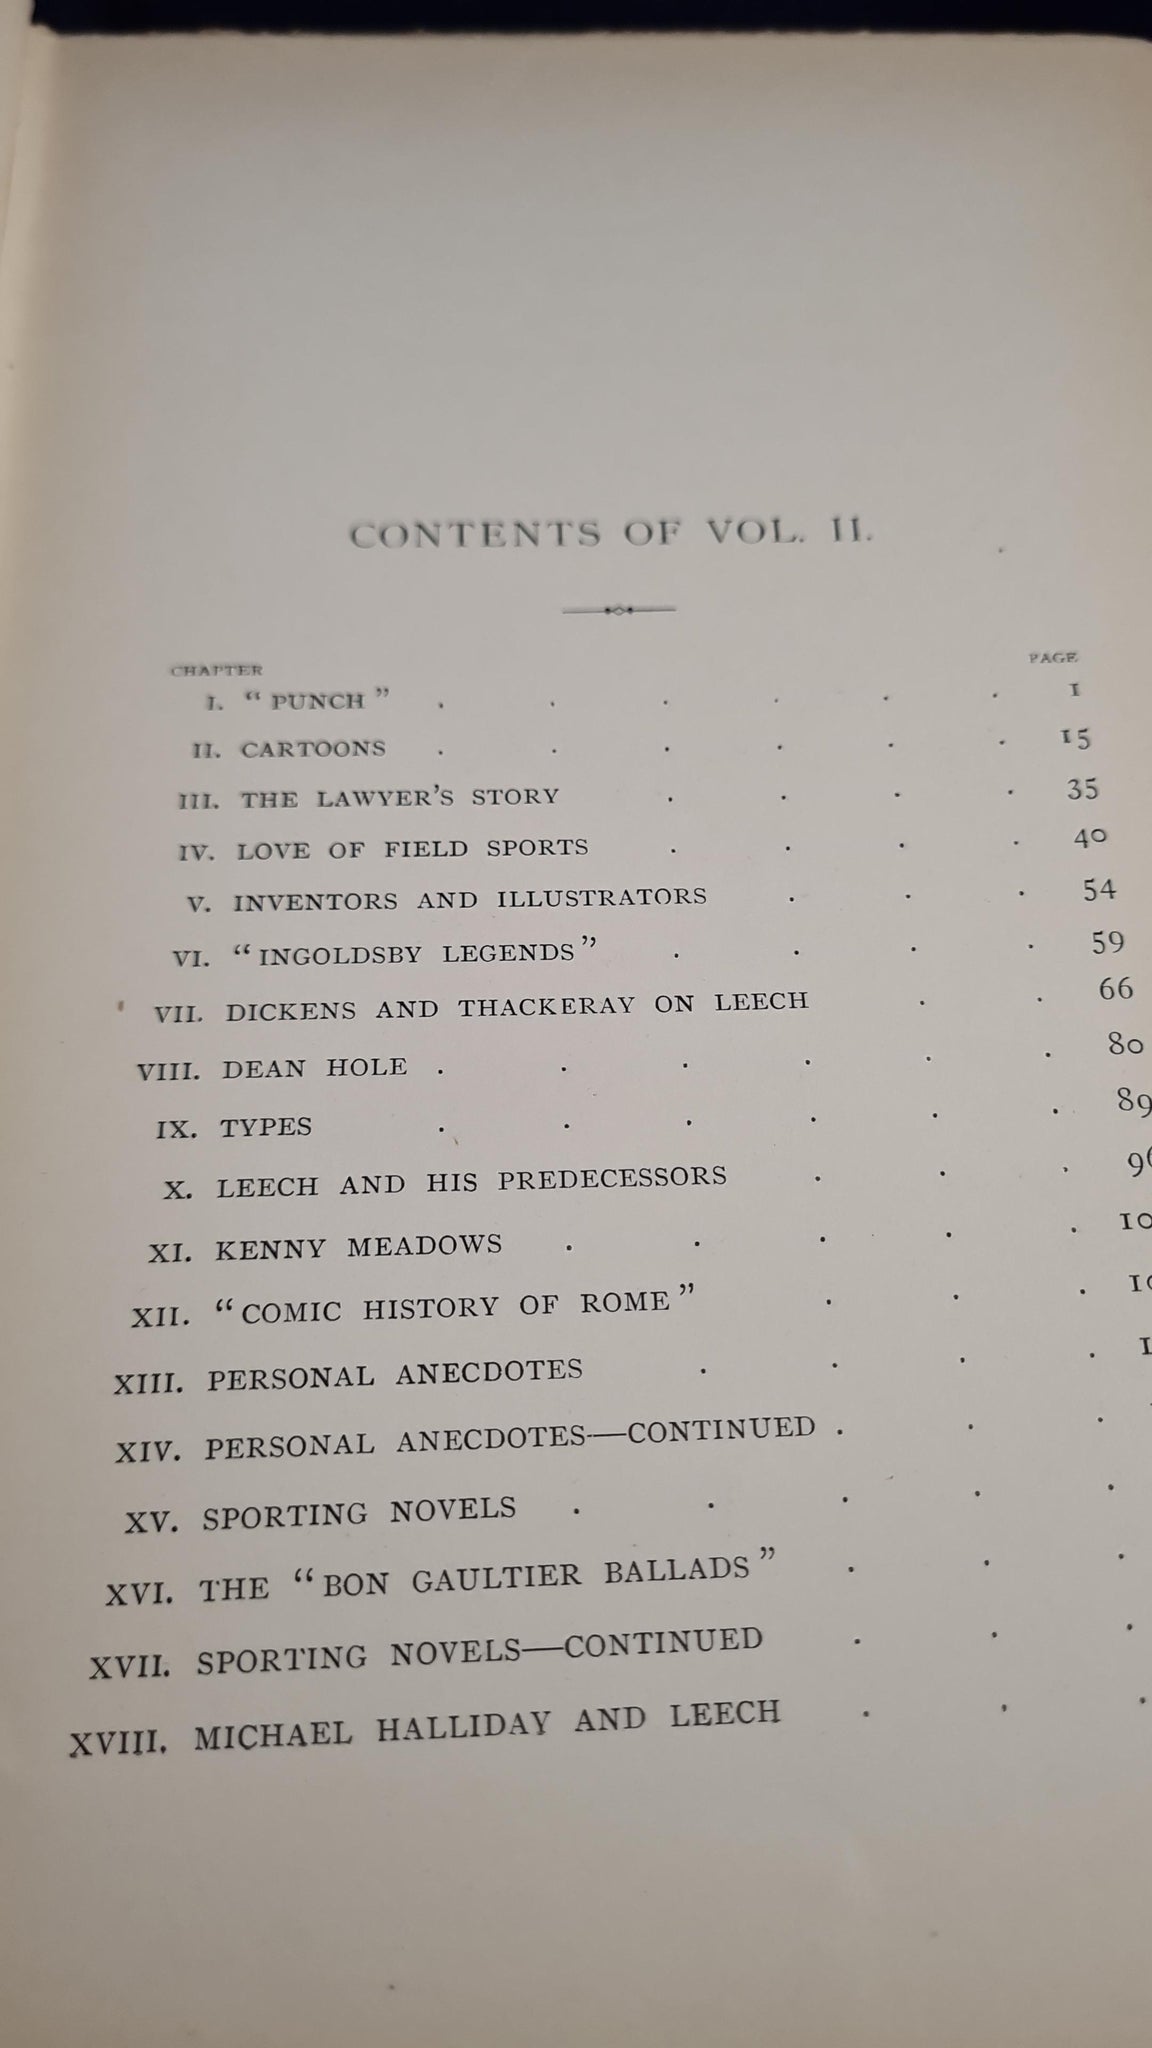 CONTENTS OF VOL. II.
CHAPTER PAGE
I. "PUNCH" . . . . . . 1
II. CARTOONS . . . . . . 15
III. THE LAWYER'S STORY . . . . 35
IV. LOVE OF FIELD SPORTS . . . . 40
V. INVENTORS AND ILLUSTRATORS . . . 54
VI. "INGOLDSBY LEGENDS" . . . . 59
VII. DICKENS AND THACKERAY ON LEECH . . 66
VIII. DEAN HOLE . . . . . . 80
IX. TYPES . . . . . . 89
X. LEECH AND HIS PREDECESSORS . . .
XI. KENNY MEADOWS . . . . .
XII. "COMIC HISTORY OF ROME" . . .
XIII. PERSONAL ANECDOTES . . . .
XIV. PERSONAL ANECDOTES—CONTINUED . . .
XV. SPORTING NOVELS . . . . .
XVI. THE "BON GAULTIER BALLADS" . . .
XVII. SPORTING NOVELS—CONTINUED . . .
XVIII. MICHAEL HALLIDAY AND LEECH . . .